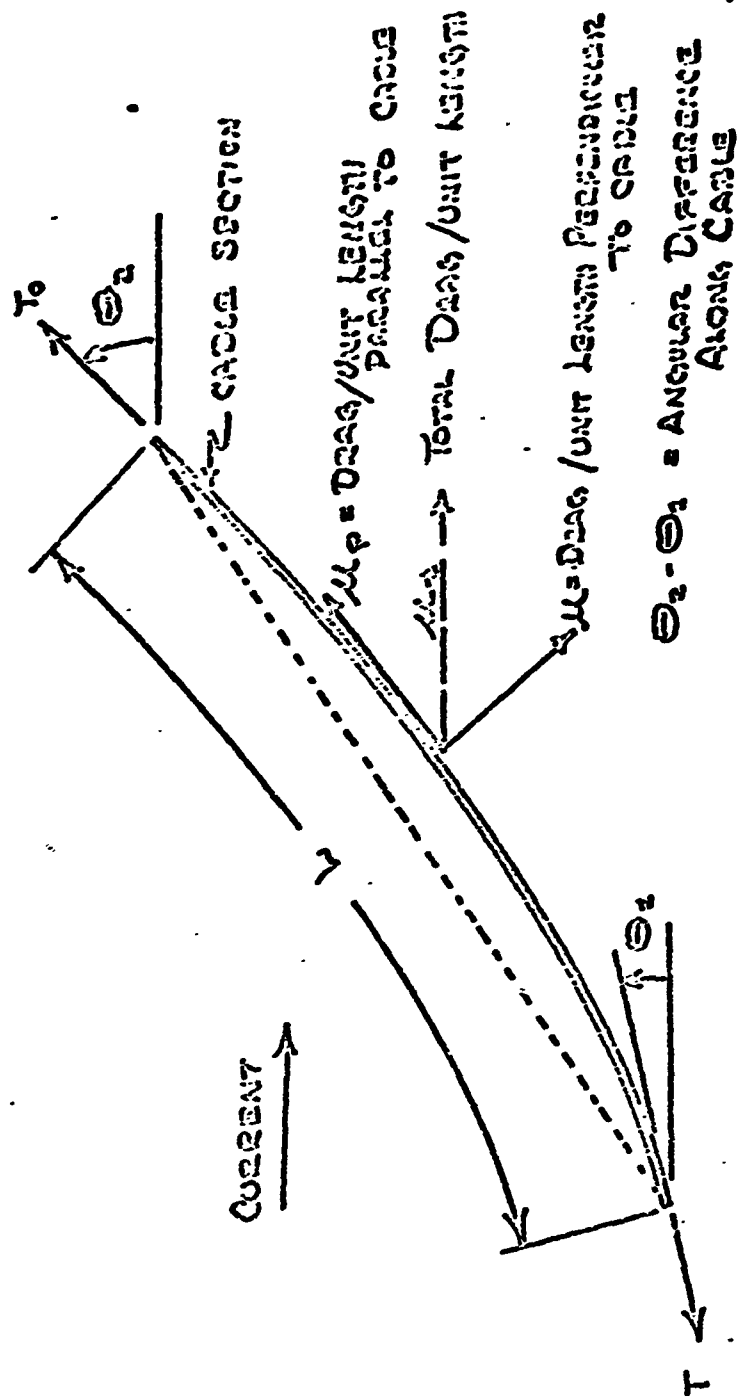 CURRENT
T₀
Θ₂
CABLE SECTION
μp = DRAG/UNIT LENGTH
PARALLEL TO CABLE
TOTAL DRAG/UNIT LENGTH
μ = DRAG/UNIT LENGTH PERPENDICULAR
TO CABLE
Θ₂ - Θ₁ = ANGULAR DIFFERENCE
ALONG CABLE
Θ₁
T